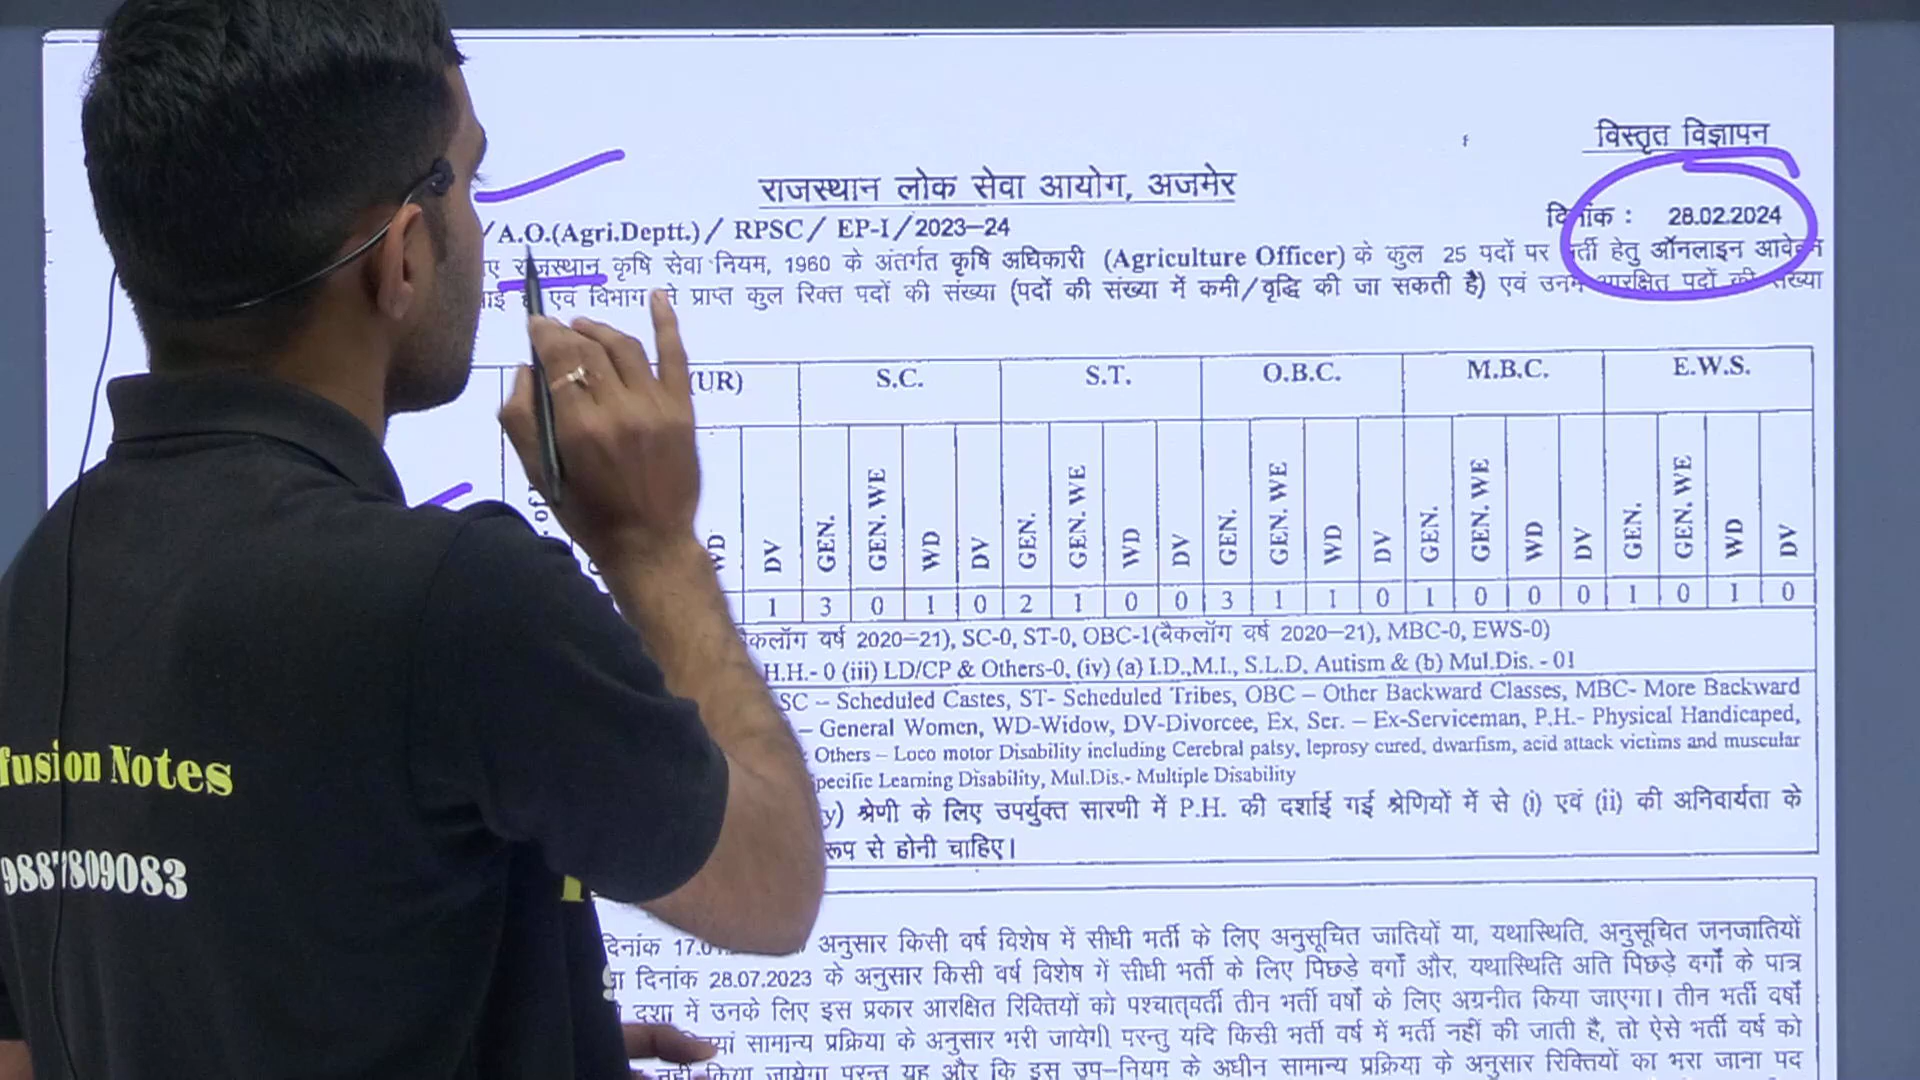 विस्तृत विज्ञापन
राजस्थान लोक सेवा आयोग, अजमेर
दिनांक : 28.02.2024
/A.O.(Agri.Deptt.)/ RPSC/ EP-I/2023-24
राजस्थान कृषि सेवा नियम, 1960 के अंतर्गत कृषि अधिकारी (Agriculture Officer) के कुल 25 पदों पर हेतु ऑनलाइन
एवं विभाग से प्राप्त कुल रिक्त पदों की संख्या (पदों की संख्या में कमी/वृद्धि की जा सकती है) एवं आरक्षित पदों की संख्या
(UR) S.C. S.T. O.B.C. M.B.C. E.W.S.
of WD DV GEN. GEN. WE WD DV GEN. GEN. WE WD DV GEN. GEN. WE WD DV GEN. GEN. WE WD DV GEN. GEN. WE WD DV
1 3 0 1 0 2 1 0 0 3 1 1 0 1 0 0 0 1 0 1 0
वर्ष 2020–21), SC-0, ST-0, OBC-1(बैकलॉग वर्ष 2020–21), MBC-0, EWS-0)
H.H.- 0 (iii) LD/CP & Others-0, (iv) (a) I.D.,M.I., S.L.D, Autism & (b) Mul.Dis. - 01
SC – Scheduled Castes, ST- Scheduled Tribes, OBC – Other Backward Classes, MBC- More Backward
– General Women, WD-Widow, DV-Divorcee, Ex, Ser. – Ex-Serviceman, P.H.- Physical Handicaped,
Others – Loco motor Disability including Cerebral palsy, leprosy cured, dwarfism, acid attack victims and muscular
Learning Disability, Mul.Dis.- Multiple Disability
y) श्रेणी के लिए उपर्युक्त सारणी में P.H. की दर्शाई गई श्रेणियों में से (i) एवं (ii) की अनिवार्यता के
रूप से होनी चाहिए।
दिनांक अनुसार किसी वर्ष विशेष में सीधी भर्ती के लिए अनुसूचित जातियों या, यथास्थिति, अनुसूचित जनजातियों
दिनांक 28.07.2023 के अनुसार किसी वर्ष विशेष में सीधी भर्ती के लिए पिछड़े वर्गों और, यथास्थिति अति पिछड़े वर्गों के पात्र
दशा में उनके लिए इस प्रकार आरक्षित रिक्तियों को पश्चात्वर्ती तीन भर्ती वर्षों के लिए अग्रनीत किया जाएगा। तीन भर्ती वर्षों
सामान्य प्रक्रिया के अनुसार भरी जायेगी परन्तु यदि किसी भर्ती वर्ष में भर्ती नहीं की जाती है, तो ऐसे भर्ती वर्ष को
नहीं किया जायेगा परन्तु यह और कि इस उप–नियम के अधीन सामान्य प्रक्रिया के अनुसार रिक्तियों का भरा जाना पद
fusion Notes
9887809083